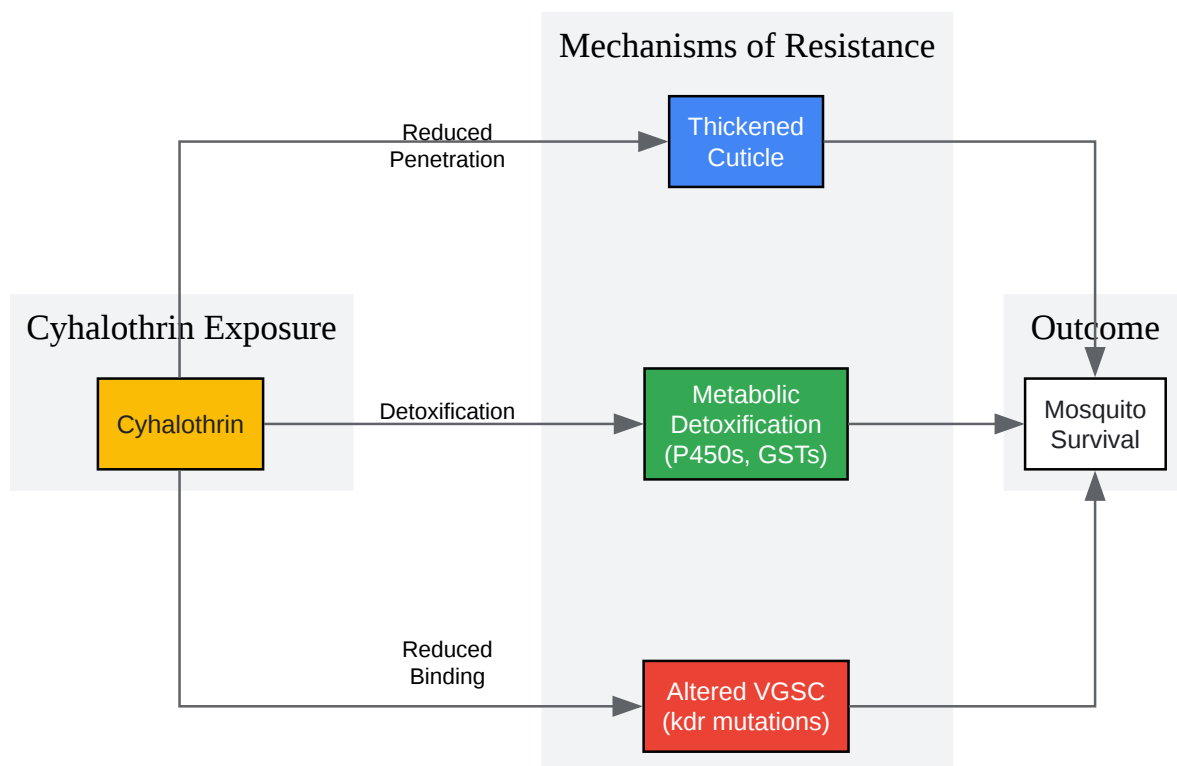 Mechanisms of Resistance
Reduced
Penetration
Thickened
Cuticle
Cyhalothrin Exposure
Cyhalothrin
Detoxification
Metabolic
Detoxification
(P450s, GSTs)
Outcome
Mosquito
Survival
Reduced
Binding
Altered VGSC
(kdr mutations)